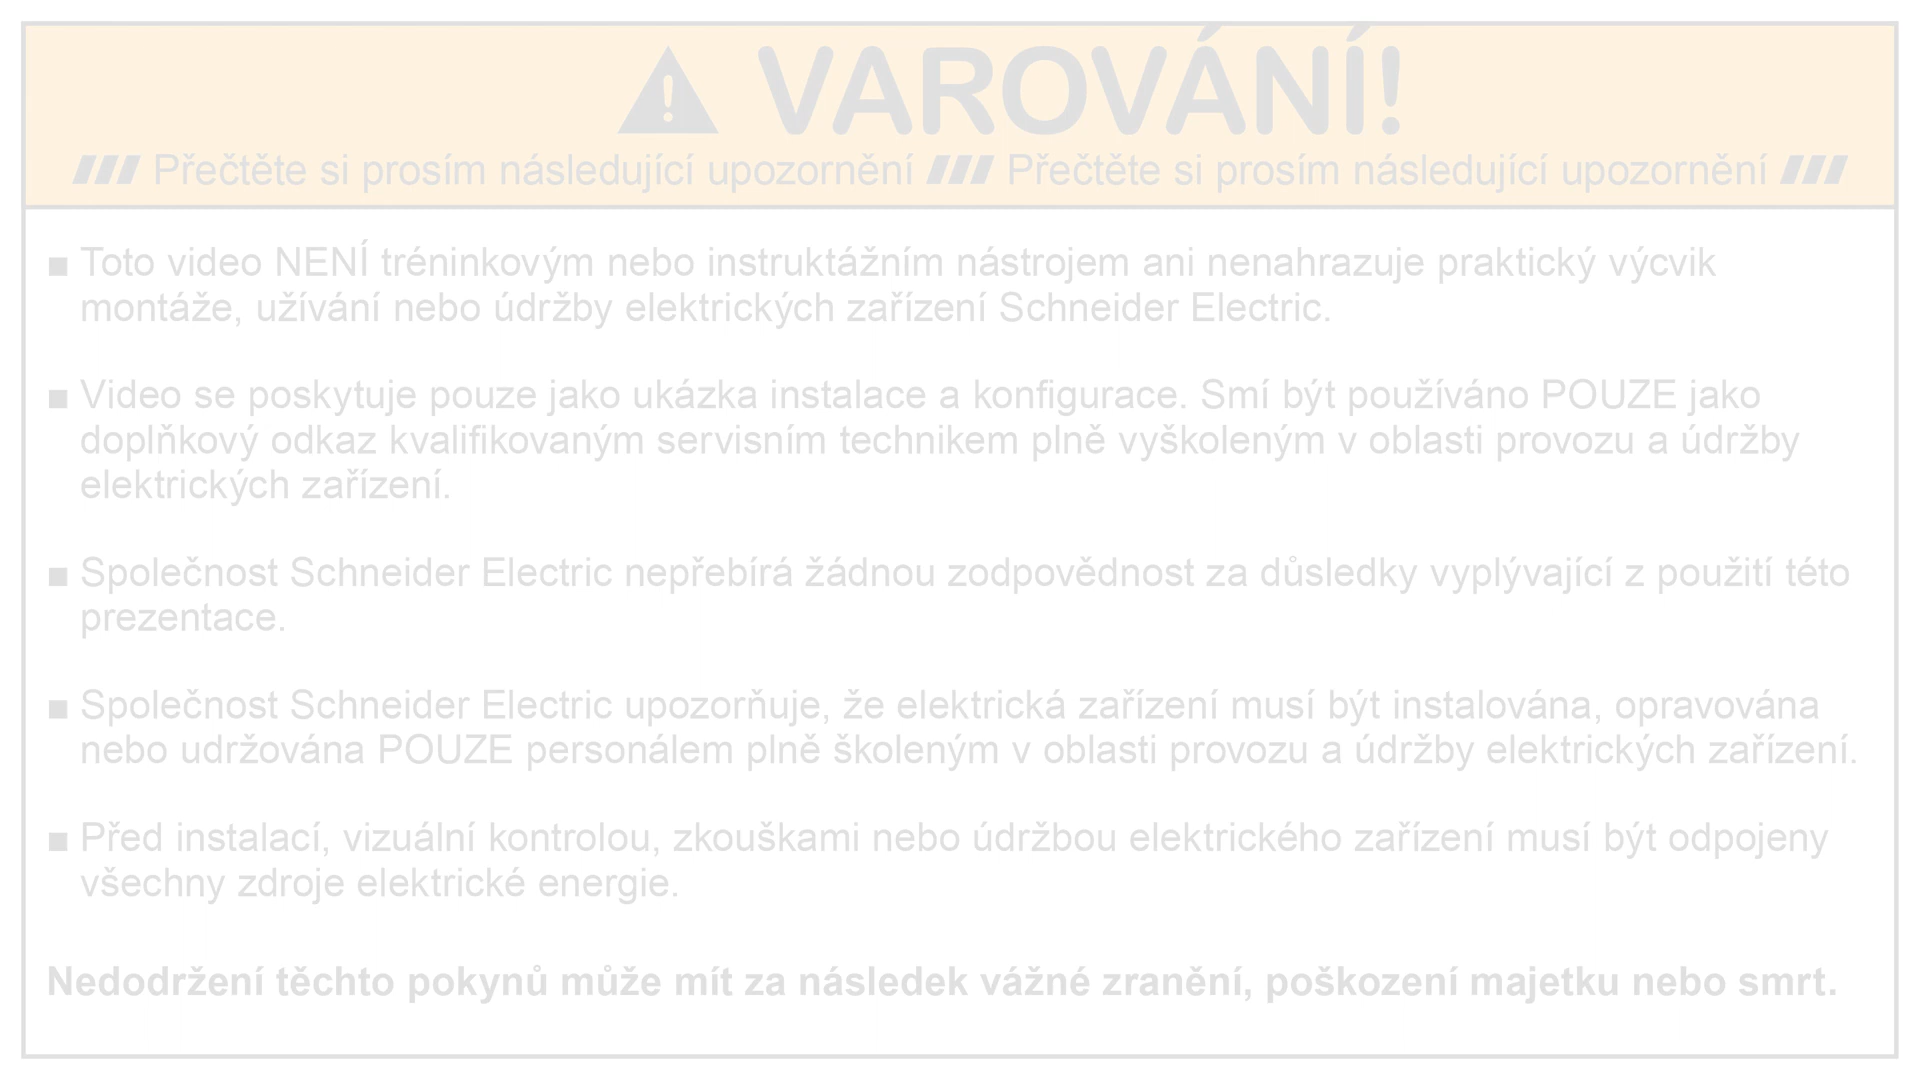 VAROVÁNÍ!
Přečtěte si prosím následující upozornění Přečtěte si prosím následující upozornění
■ Toto video NENÍ tréninkovým nebo instruktážním nástrojem ani nenahrazuje praktický výcvik
montáže, užívání nebo údržby elektrických zařízení Schneider Electric.
■ Video se poskytuje pouze jako ukázka instalace a konfigurace. Smí být používáno POUZE jako
doplňkový odkaz kvalifikovaným servisním technikem plně vyškoleným v oblasti provozu a údržby
elektrických zařízení.
■ Společnost Schneider Electric nepřebírá žádnou zodpovědnost za důsledky vyplývající z použití této
prezentace.
■ Společnost Schneider Electric upozorňuje, že elektrická zařízení musí být instalována, opravována
nebo udržována POUZE personálem plně školeným v oblasti provozu a údržby elektrických zařízení.
■ Před instalací, vizuální kontrolou, zkouškami nebo údržbou elektrického zařízení musí být odpojeny
všechny zdroje elektrické energie.
Nedodržení těchto pokynů může mít za následek vážné zranění, poškození majetku nebo smrt.